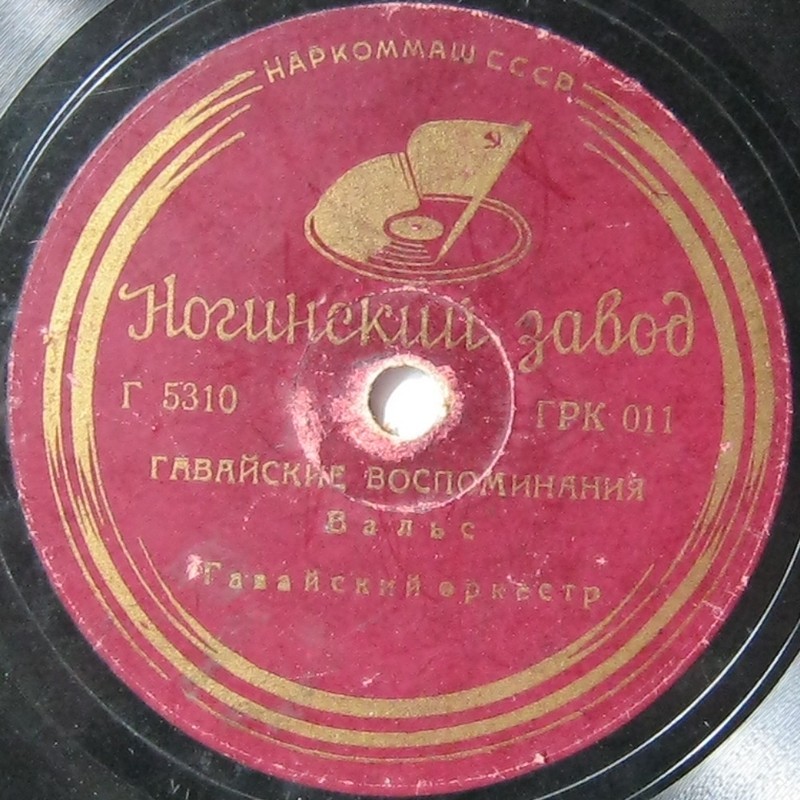 НАРКОММАШ СССР
Ногинский завод
Г 5310
ГРК 011
ГАВАЙСКИЕ ВОСПОМИНАНИЯ
Вальс
Гавайский оркестр